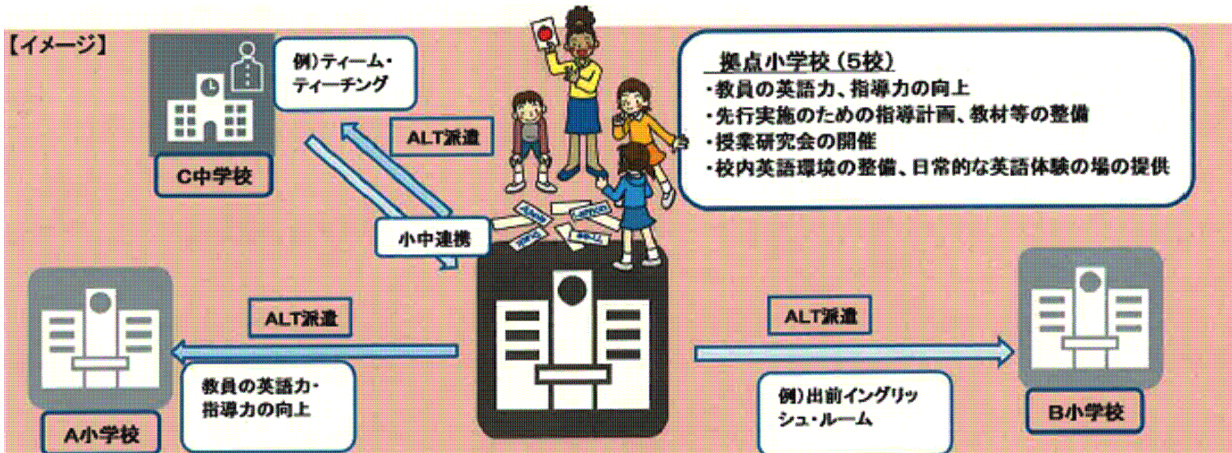 【イメージ】
例)ティーム・
ティーチング
拠点小学校(5校)
・教員の英語力、指導力の向上
・先行実施のための指導計画、教材等の整備
・授業研究会の開催
・校内英語環境の整備、日常的な英語体験の場の提供
ALT派遣
C中学校
小中連携
ALT派遣
ALT派遣
教員の英語力・
指導力の向上
例)出前イングリッ
シュ・ルーム
A小学校
B小学校